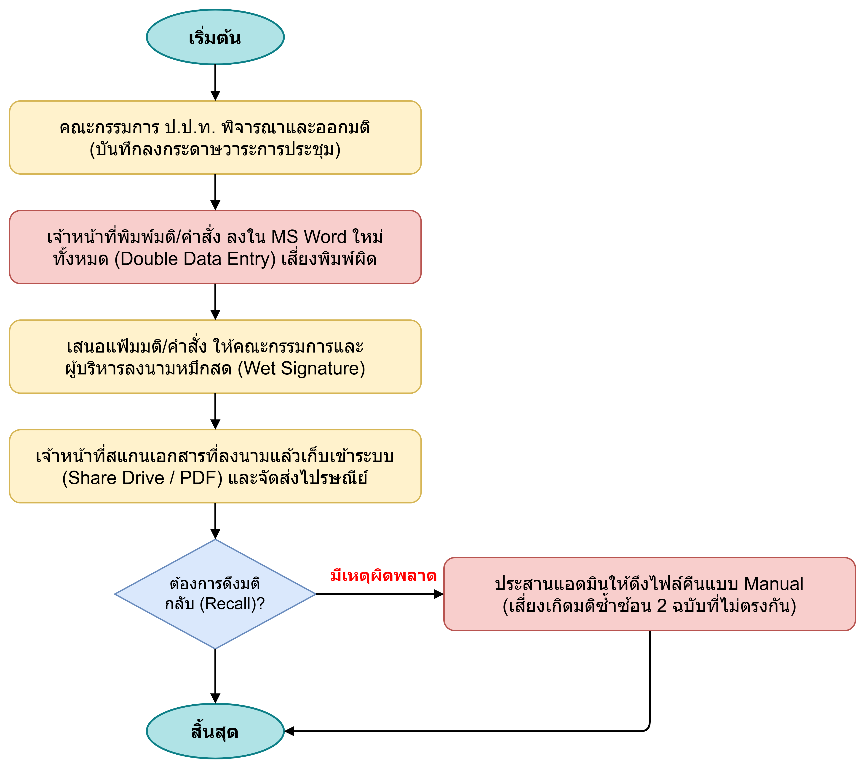 เริ่มต้น
คณะกรรมการ ป.ป.ท. พิจารณาและออกมติ
(บันทึกลงกระดาษวาระการประชุม)
เจ้าหน้าที่พิมพ์มติ/คำสั่ง ลงใน MS Word ใหม่
ทั้งหมด (Double Data Entry) เสี่ยงพิมพ์ผิด
เสนอแฟ้มมติ/คำสั่ง ให้คณะกรรมการและ
ผู้บริหารลงนามหมึกสด (Wet Signature)
เจ้าหน้าที่สแกนเอกสารที่ลงนามแล้วเก็บเข้าระบบ
(Share Drive / PDF) และจัดส่งไปรษณีย์
ต้องการดึงมติ
กลับ (Recall)?
มีเหตุผิดพลาด
ประสานแอดมินให้ดึงไฟล์คืนแบบ Manual
(เสี่ยงเกิดมติซ้ำซ้อน 2 ฉบับที่ไม่ตรงกัน)
สิ้นสุด